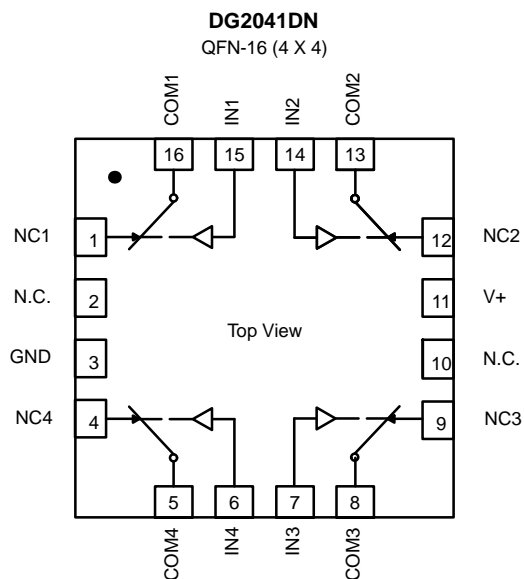 DG2041DN
QFN-16 (4 X 4)
COM1
IN1
IN2
COM2
16
15
14
13
NC1
1
12
NC2
N.C.
2
11
V+
Top View
GND
3
10
N.C.
NC4
4
9
NC3
5
6
7
8
COM4
IN4
IN3
COM3